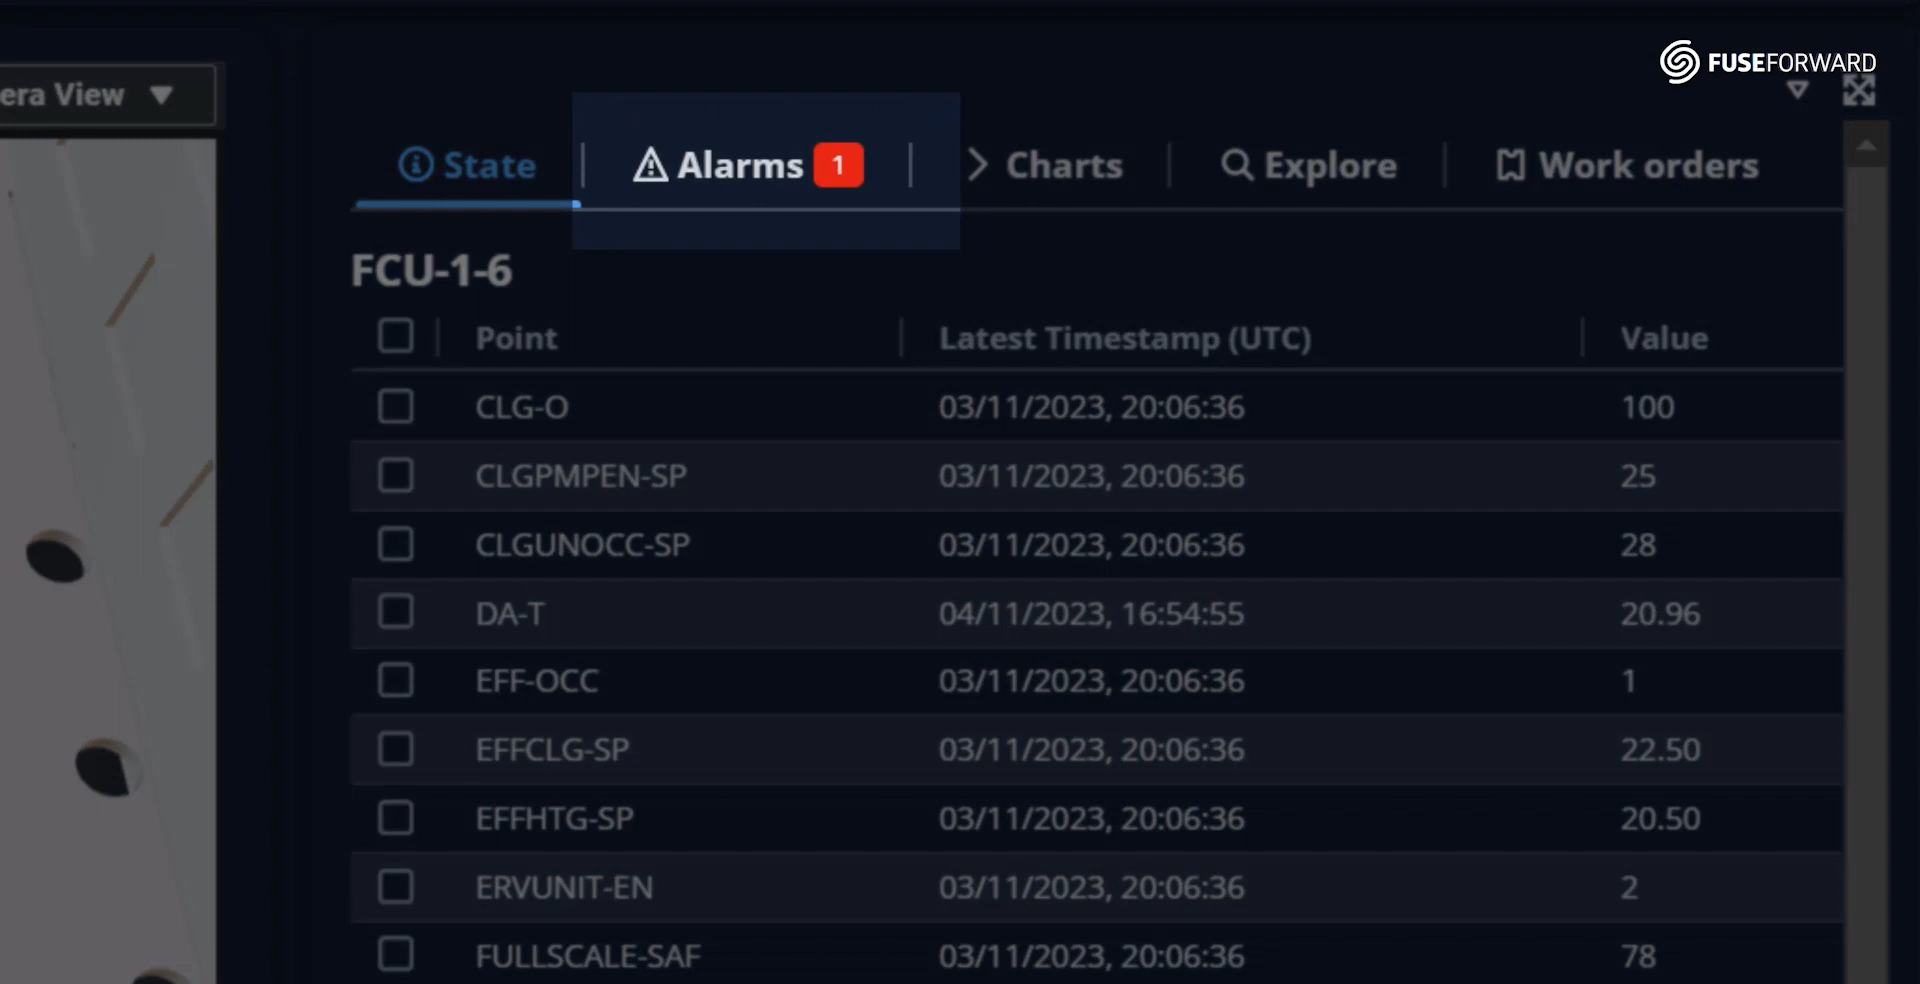 FUSEFORWARD
era View
State
Alarms 1
Charts
Explore
Work orders
FCU-1-6
Point Latest Timestamp (UTC) Value
CLG-O 03/11/2023, 20:06:36 100
CLGPMPEN-SP 03/11/2023, 20:06:36 25
CLGUNOCC-SP 03/11/2023, 20:06:36 28
DA-T 04/11/2023, 16:54:55 20.96
EFF-OCC 03/11/2023, 20:06:36 1
EFFCLG-SP 03/11/2023, 20:06:36 22.50
EFFHTG-SP 03/11/2023, 20:06:36 20.50
ERVUNIT-EN 03/11/2023, 20:06:36 2
FULLSCALE-SAF 03/11/2023, 20:06:36 78